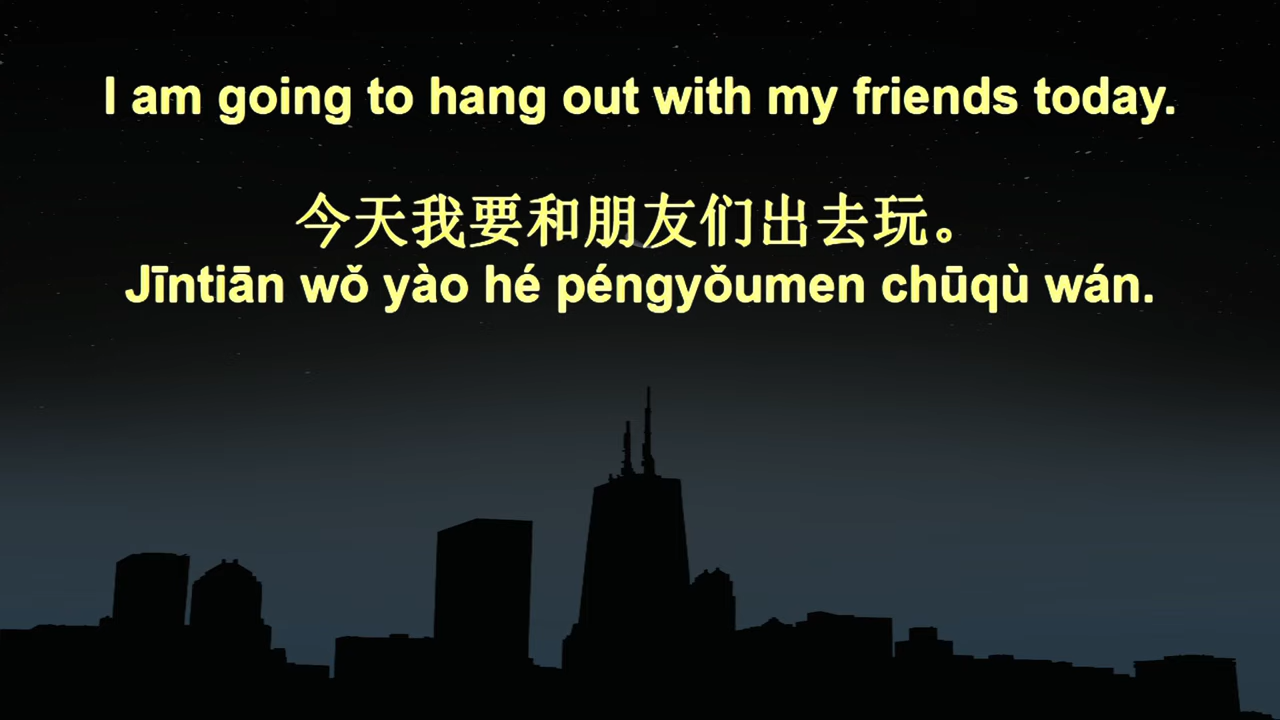 I am going to hang out with my friends today.
今天我要和朋友们出去玩。
Jīntiān wǒ yào hé péngyǒumen chūqù wán.